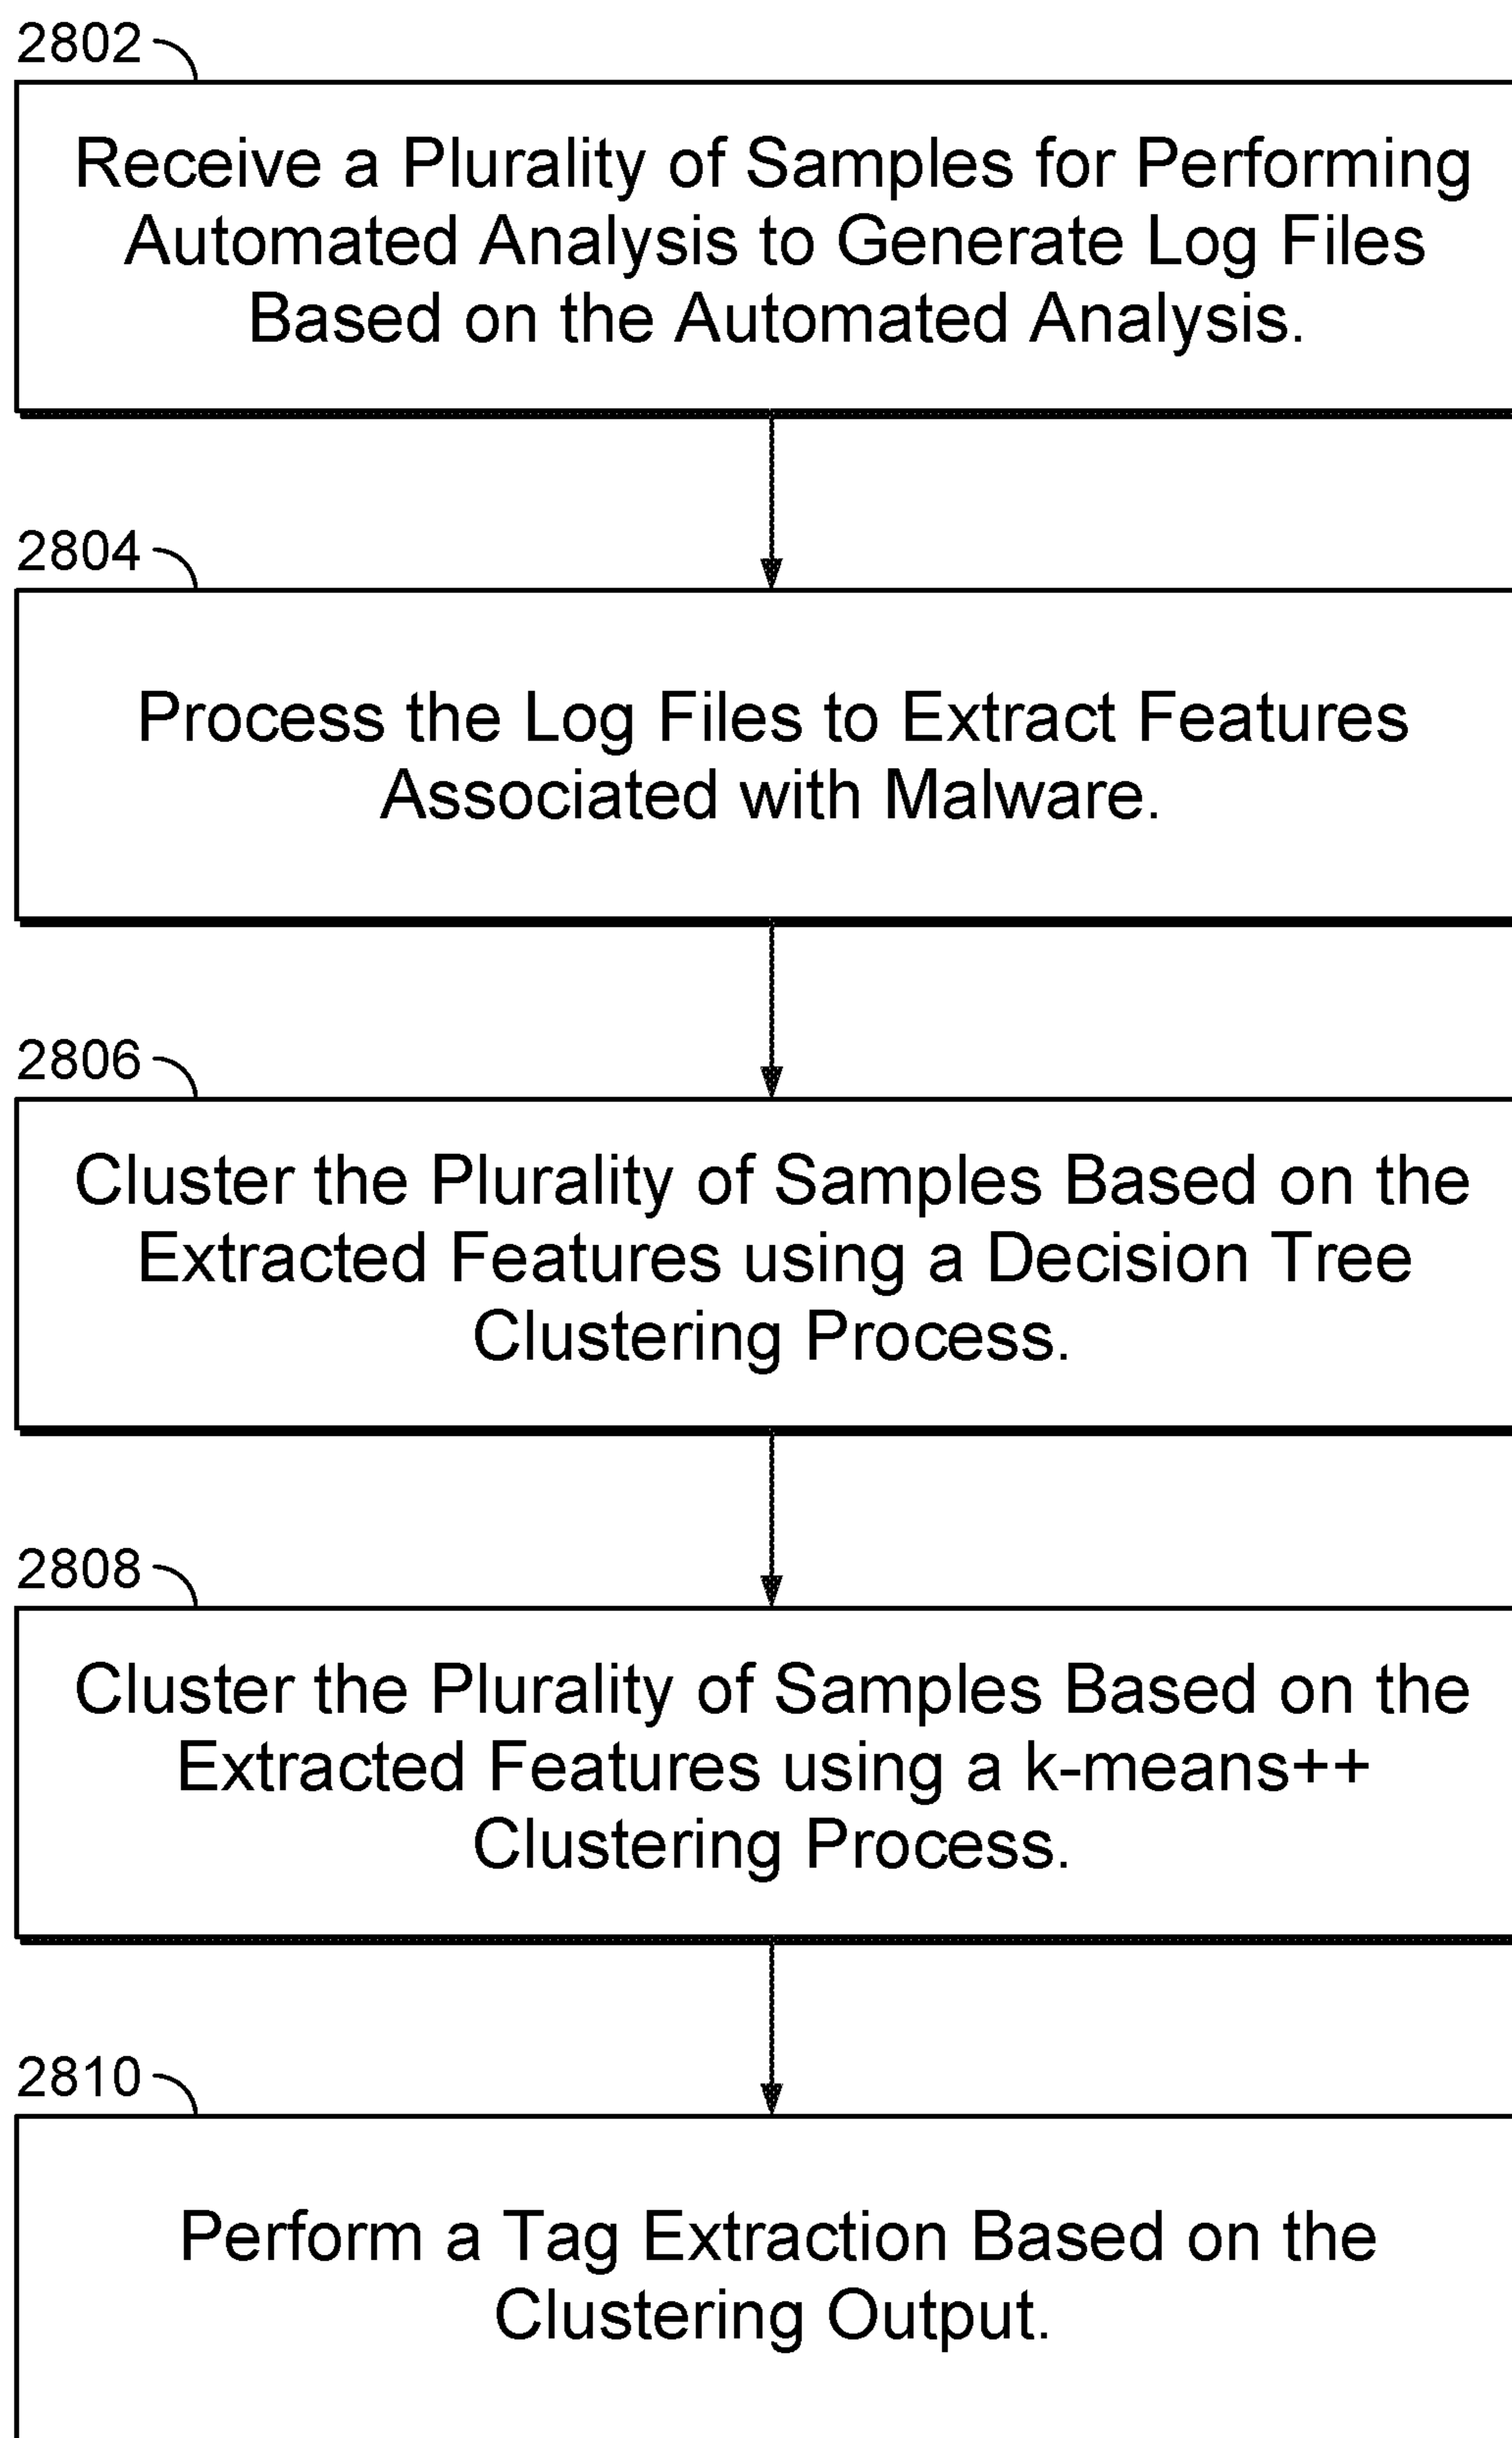 2802
Receive a Plurality of Samples for Performing
Automated Analysis to Generate Log Files
Based on the Automated Analysis.
2804
Process the Log Files to Extract Features
Associated with Malware.
2806
Cluster the Plurality of Samples Based on the
Extracted Features using a Decision Tree
Clustering Process.
2808
Cluster the Plurality of Samples Based on the
Extracted Features using a k-means++
Clustering Process.
2810
Perform a Tag Extraction Based on the
Clustering Output.